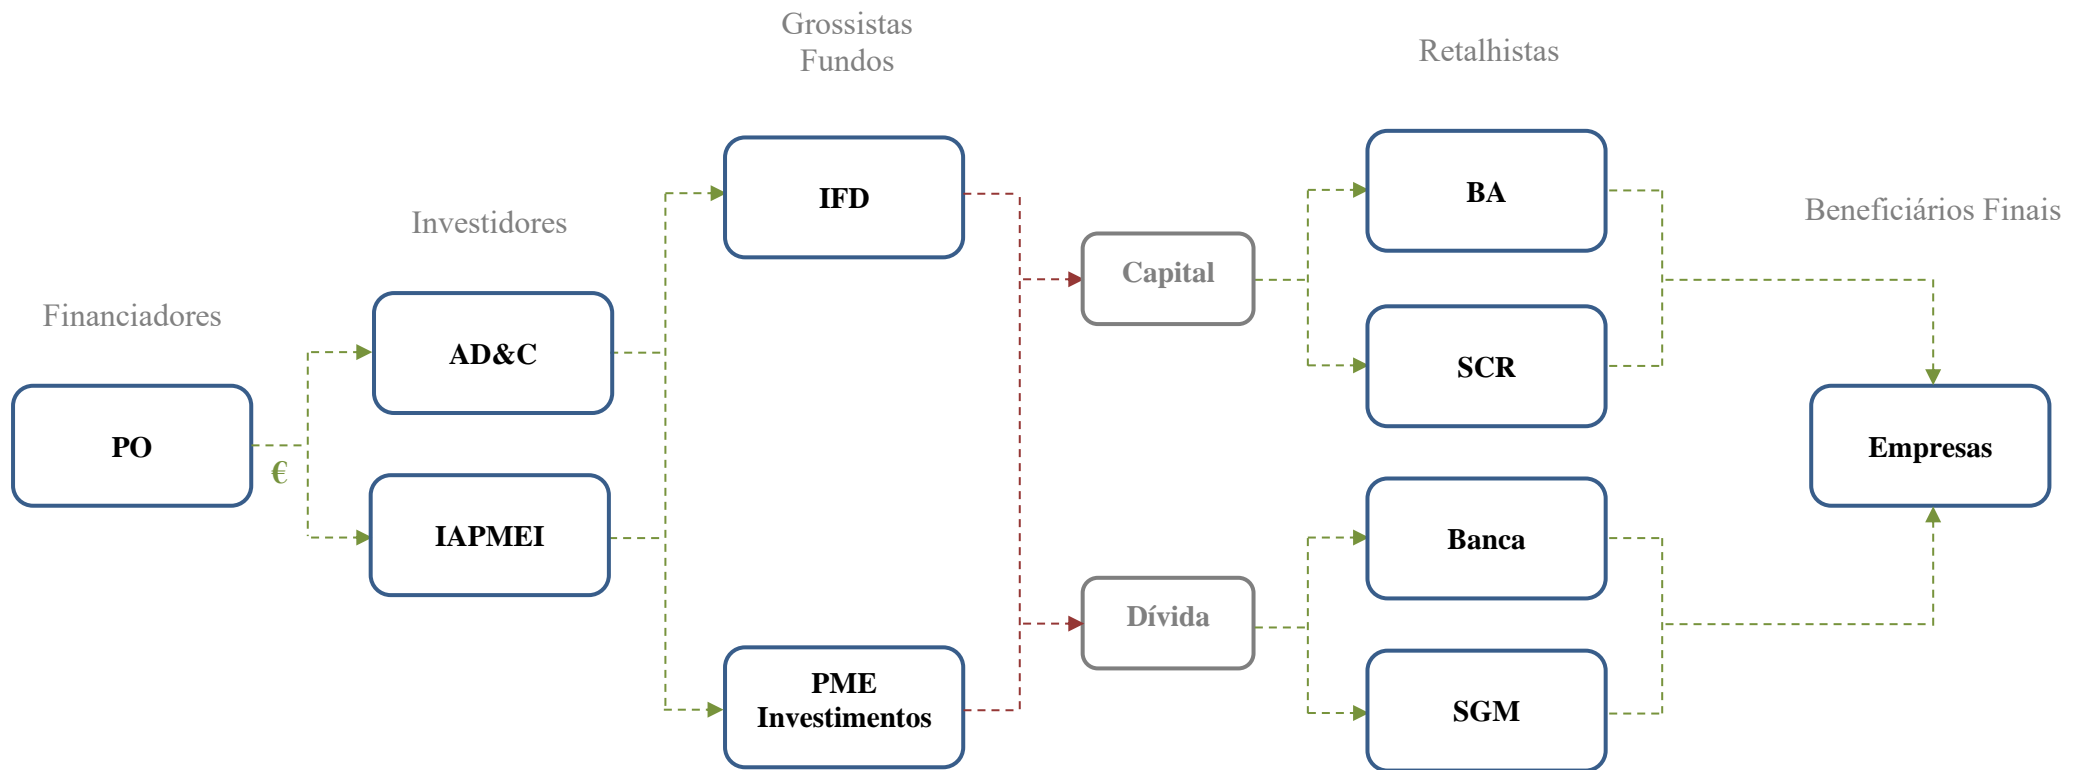 Financiadores
PO
€
Investidores
AD&C
IAPMEI
Grossistas
Fundos
IFD
PME
Investimentos
Capital
Dívida
Retalhistas
BA
SCR
Banca
SGM
Beneficiários Finais
Empresas